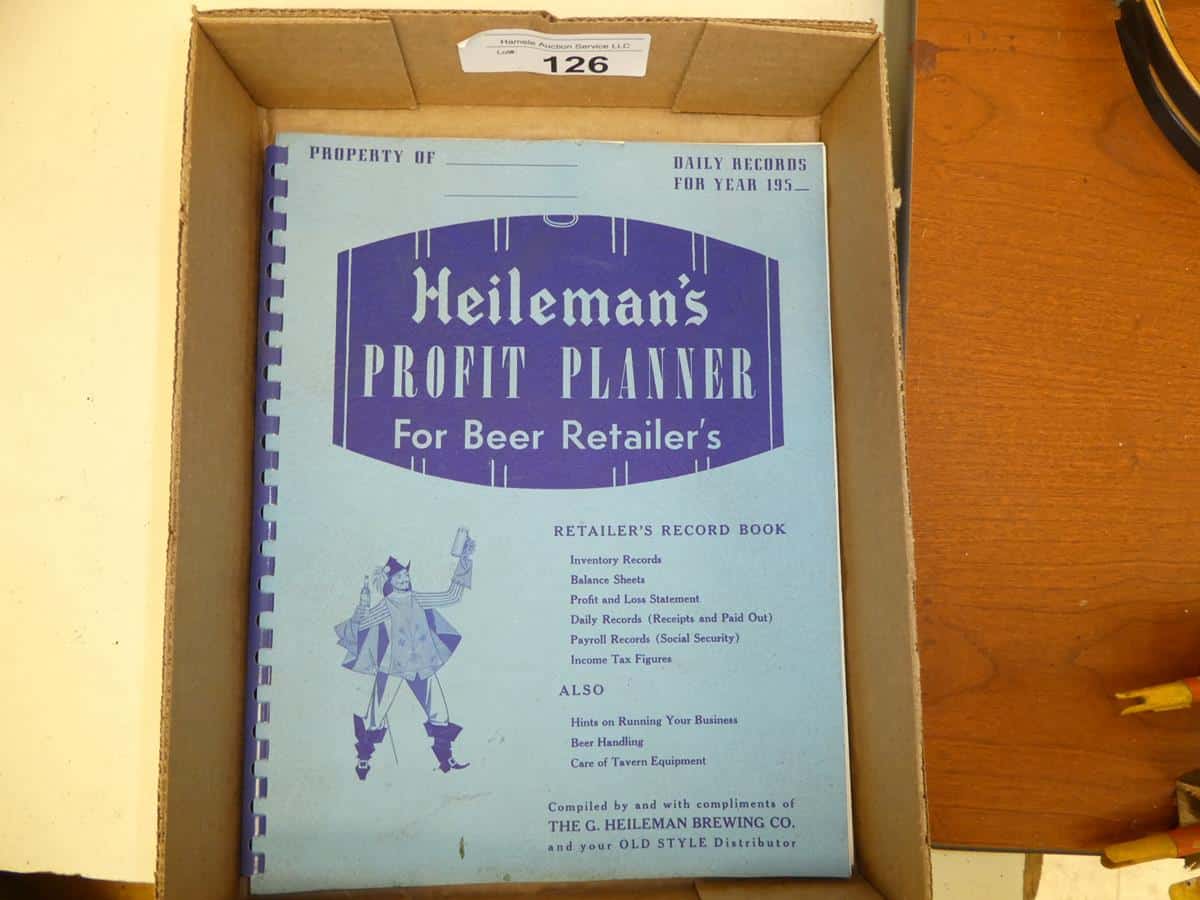 Hamele Auction Service LLC
Lot#
126
PROPERTY OF
DAILY RECORDS
FOR YEAR 195_
Heileman's
PROFIT PLANNER
For Beer Retailer's
RETAILER'S RECORD BOOK
Inventory Records
Balance Sheets
Profit and Loss Statement
Daily Records (Receipts and Paid Out)
Payroll Records (Social Security)
Income Tax Figures
ALSO
Hints on Running Your Business
Beer Handling
Care of Tavern Equipment
Compiled by and with compliments of
THE G. HEILEMAN BREWING CO.
and your OLD STYLE Distributor